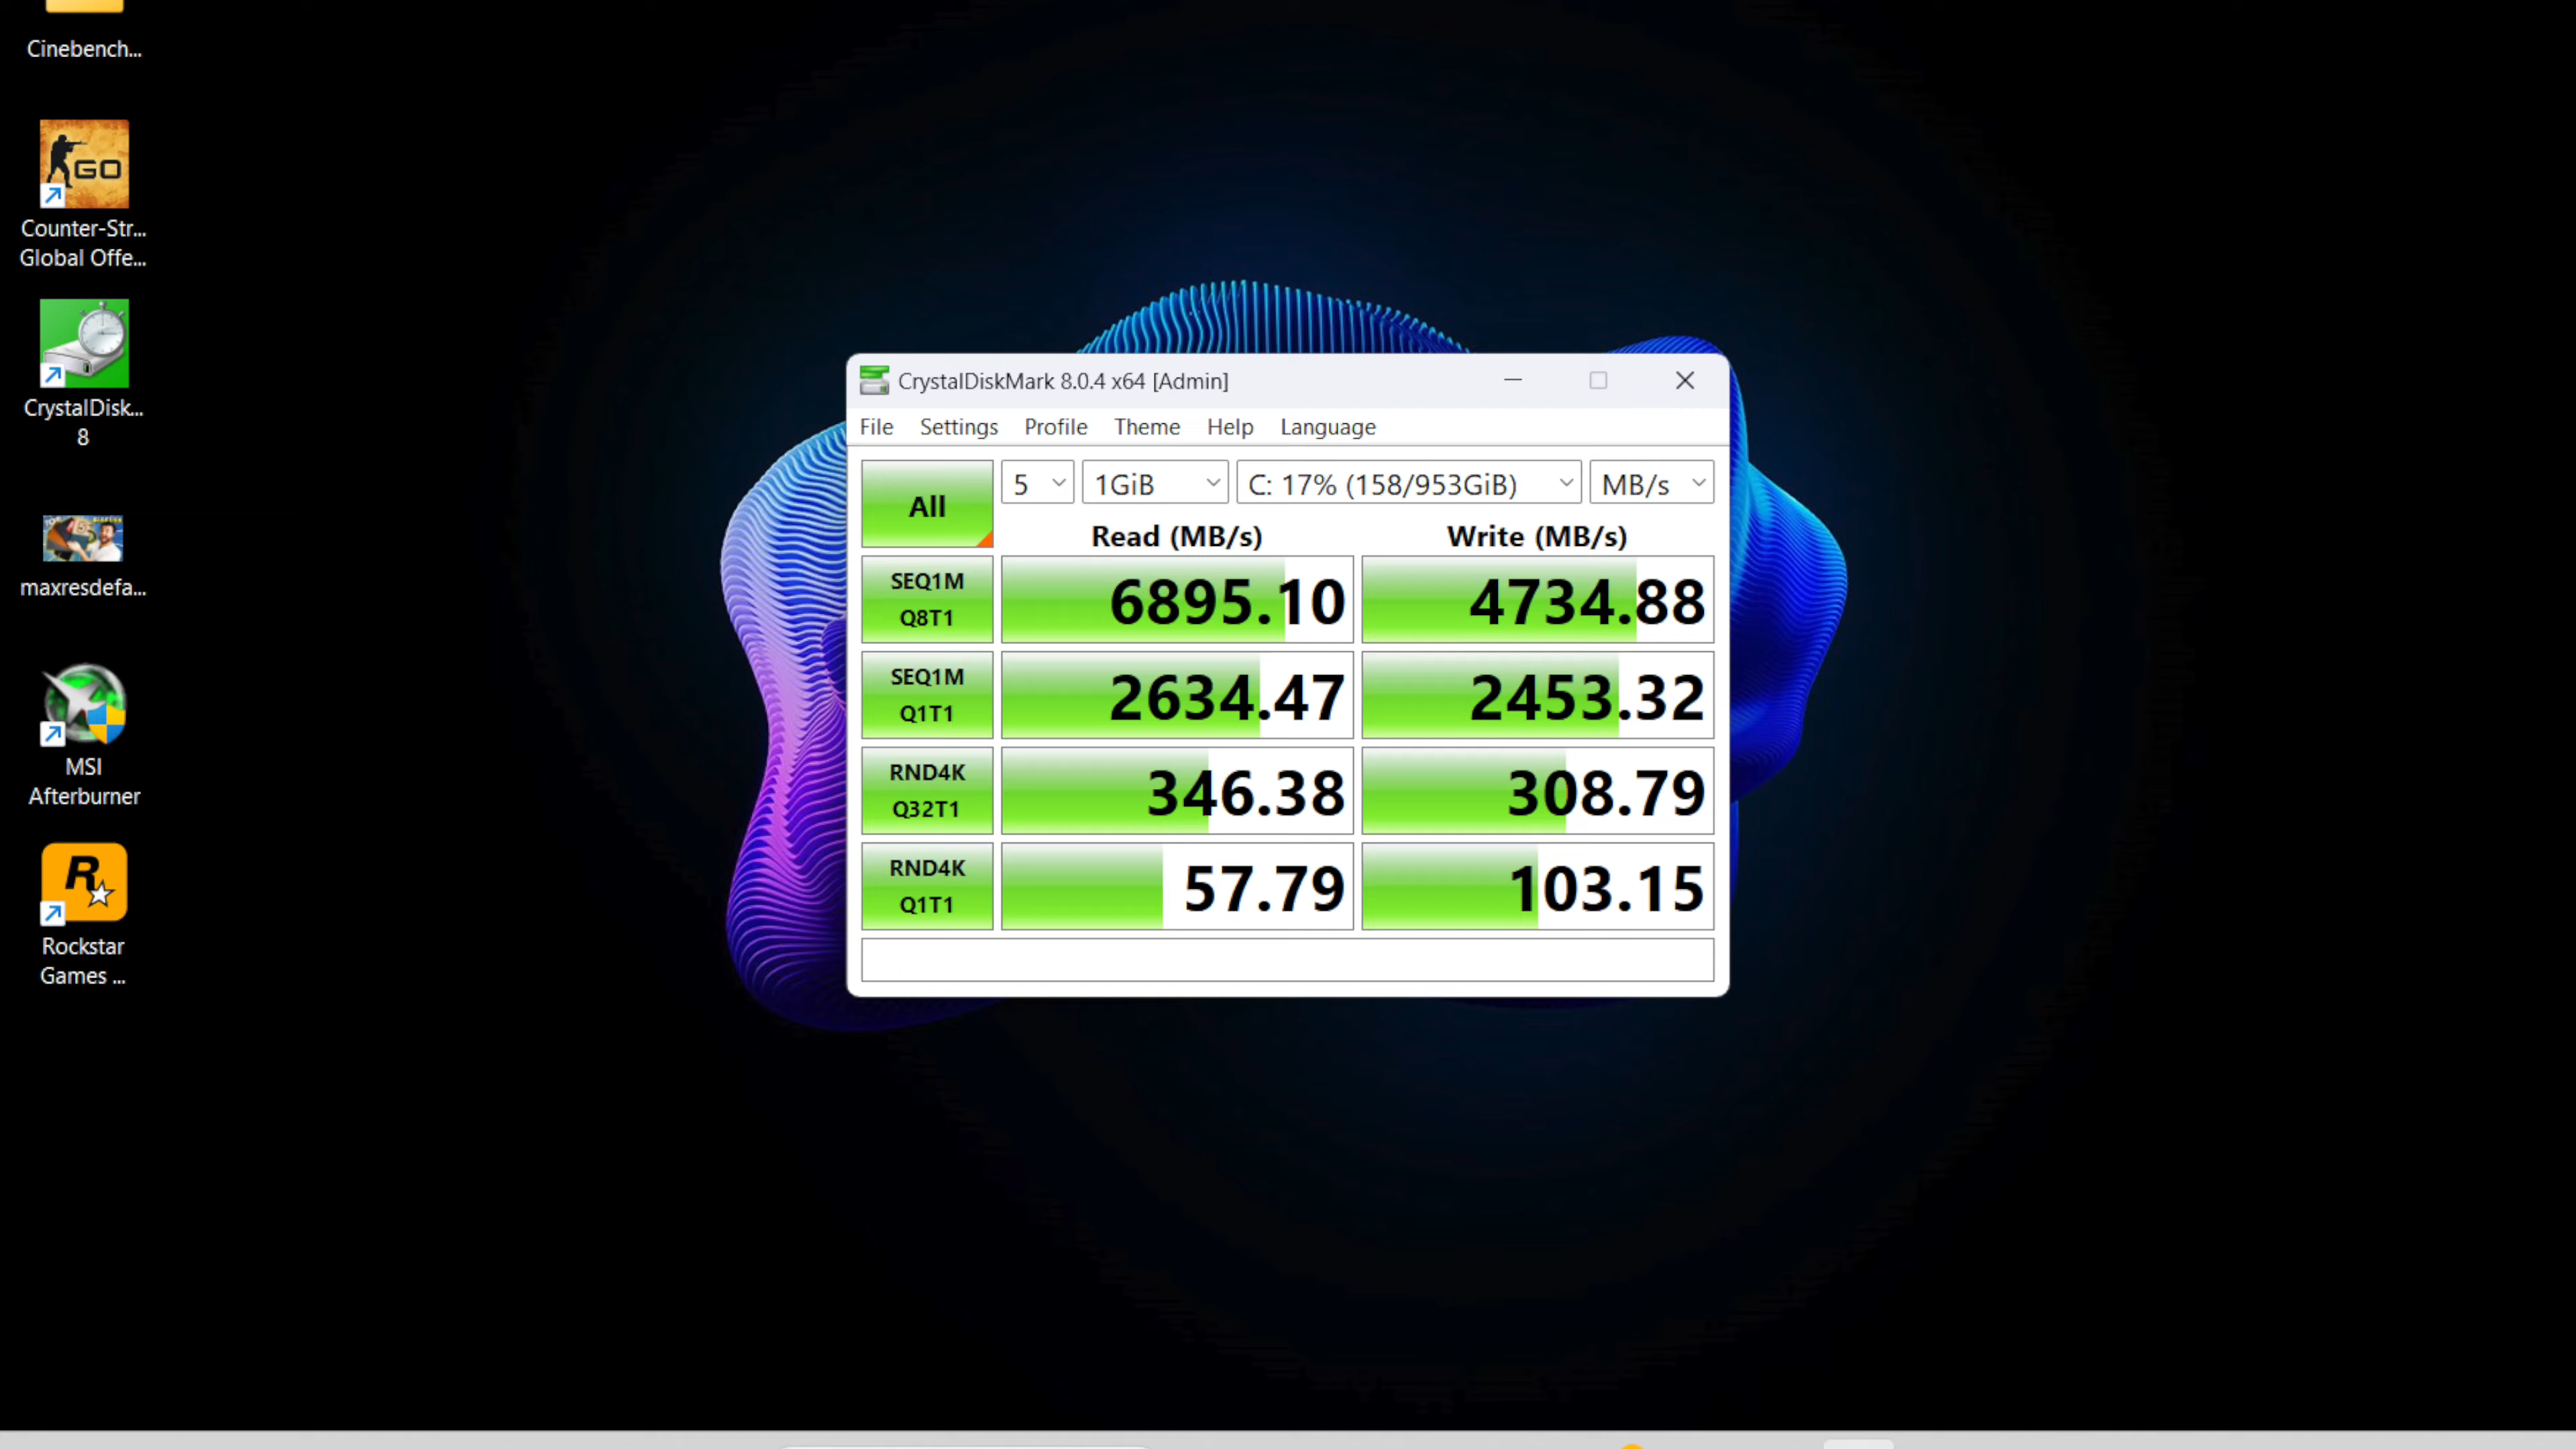 Cinebench...
GO
Counter-Str...
Global Offe...
CrystalDisk...
8
maxresdefa...
MSI
Afterburner
R
Rockstar
Games ...
CrystalDiskMark 8.0.4 x64 [Admin]
File Settings Profile Theme Help Language
All 5 1GiB C: 17% (158/953GiB) MB/s
Read (MB/s) Write (MB/s)
SEQ1M
Q8T1
6895.10 4734.88
SEQ1M
Q1T1
2634.47 2453.32
RND4K
Q32T1
346.38 308.79
RND4K
Q1T1
57.79 103.15